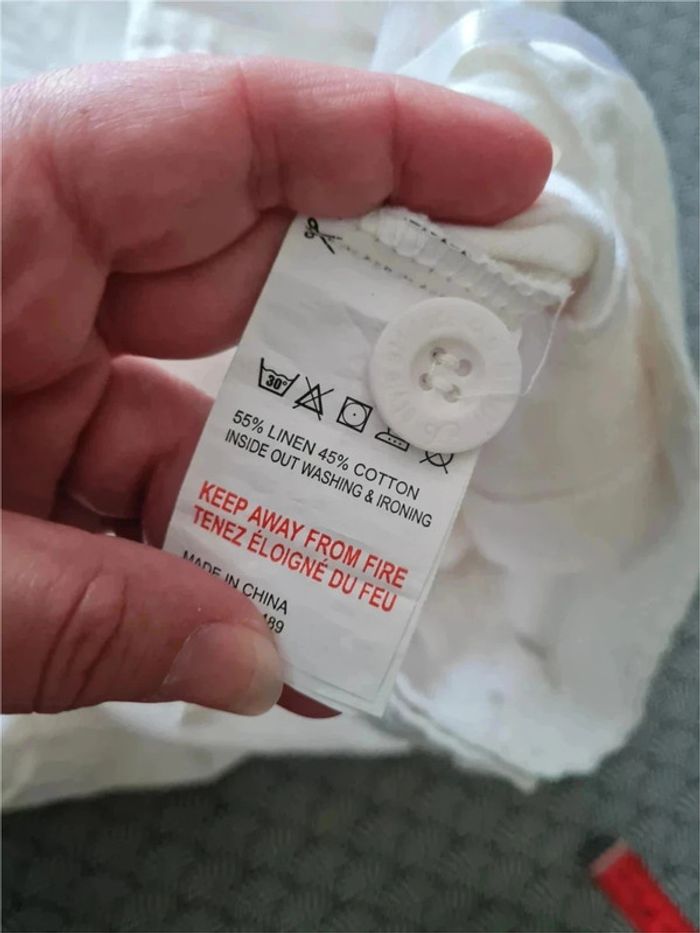 30°
55% LINEN 45% COTTON
INSIDE OUT WASHING & IRONING
KEEP AWAY FROM FIRE
TENEZ ÉLOIGNÉ DU FEU
MADE IN CHINA